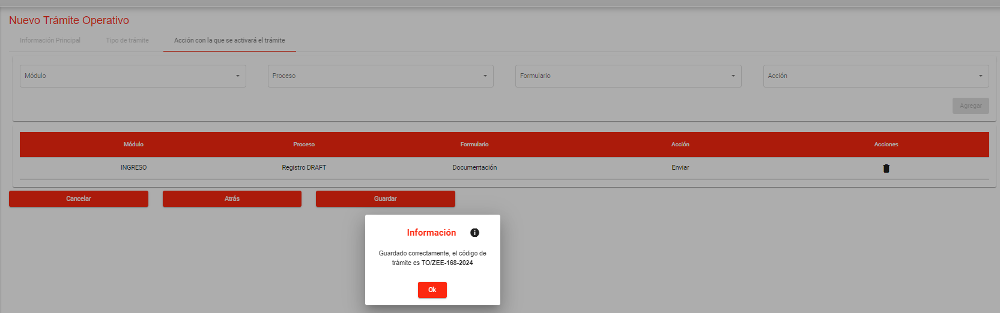 Nuevo Trámite Operativo
Información Principal Tipo de trámite Acción con la que se activará el trámite
Módulo Proceso Formulario Acción
Agregar
Módulo Proceso Formulario Acción Acciones
INGRESO Registro DRAFT Documentación Enviar
Cancelar Atrás Guardar
Información
Guardado correctamente, el código de
trámite es TO/ZEE-168-2024
Ok